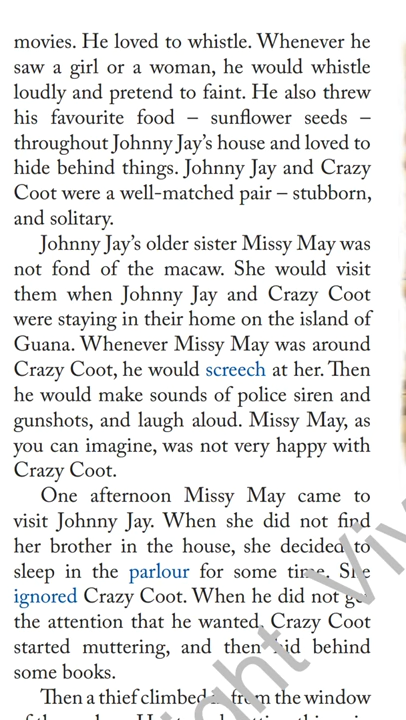 movies. He loved to whistle. Whenever he
saw a girl or a woman, he would whistle
loudly and pretend to faint. He also threw
his favourite food – sunflower seeds –
throughout Johnny Jay’s house and loved to
hide behind things. Johnny Jay and Crazy
Coot were a well-matched pair – stubborn,
and solitary.
Johnny Jay’s older sister Missy May was
not fond of the macaw. She would visit
them when Johnny Jay and Crazy Coot
were staying in their home on the island of
Guana. Whenever Missy May was around
Crazy Coot, he would screech at her. Then
he would make sounds of police siren and
gunshots, and laugh aloud. Missy May, as
you can imagine, was not very happy with
Crazy Coot.
One afternoon Missy May came to
visit Johnny Jay. When she did not find
her brother in the house, she decided to
sleep in the parlour for some time. She
ignored Crazy Coot. When he did not get
the attention that he wanted, Crazy Coot
started muttering, and then hid behind
some books.
Then a thief climbed in from the window